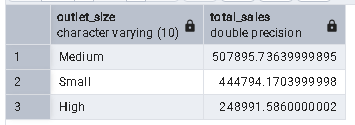 outlet_size total_sales
character varying (10) double precision
1 Medium 507895.73639999895
2 Small 444794.1703999998
3 High 248991.5860000002